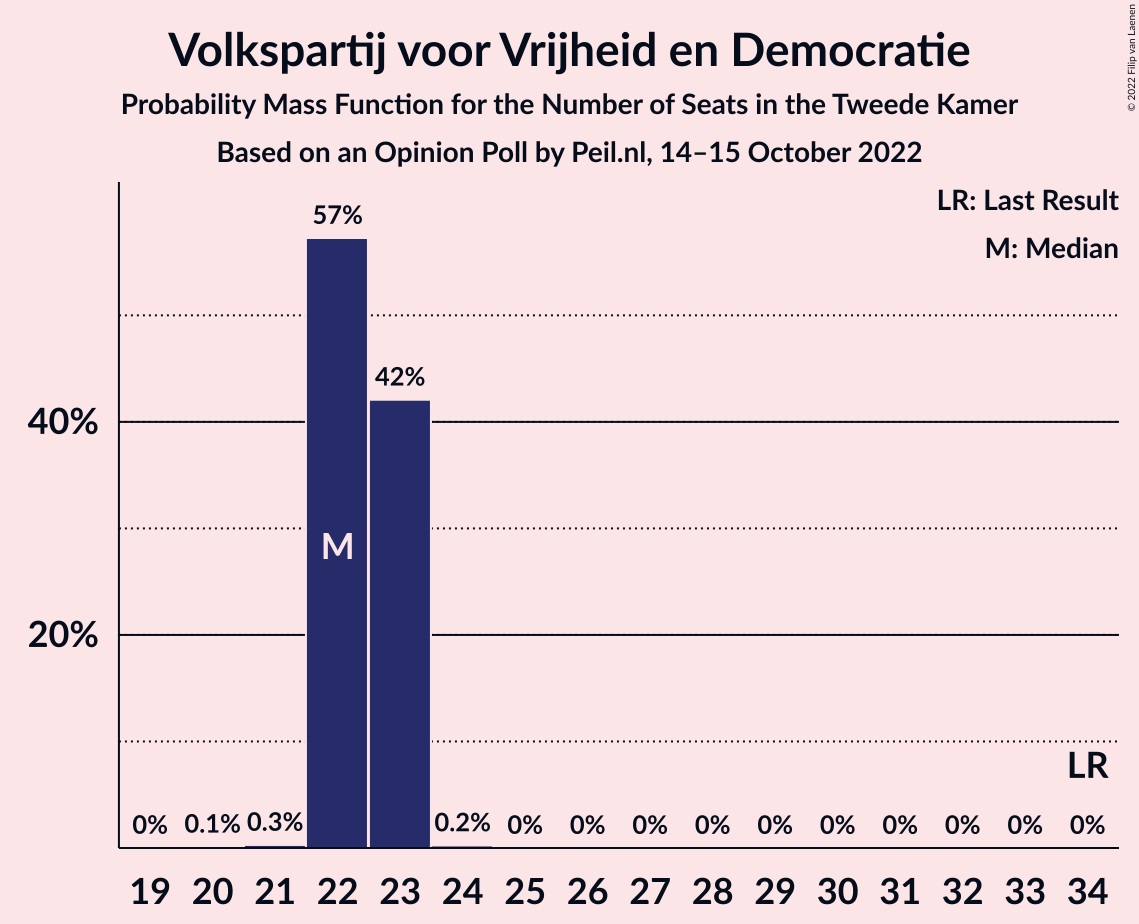 Volkspartij voor Vrijheid en Democratie
Probability Mass Function for the Number of Seats in the Tweede Kamer
Based on an Opinion Poll by Peil.nl, 14–15 October 2022
© 2022 Filip van Laenen
LR: Last Result
M: Median
57%
42%
40%
M
20%
LR
0% 0.1% 0.3% 0.2% 0% 0% 0% 0% 0% 0% 0% 0% 0% 0%
19 20 21 22 23 24 25 26 27 28 29 30 31 32 33 34